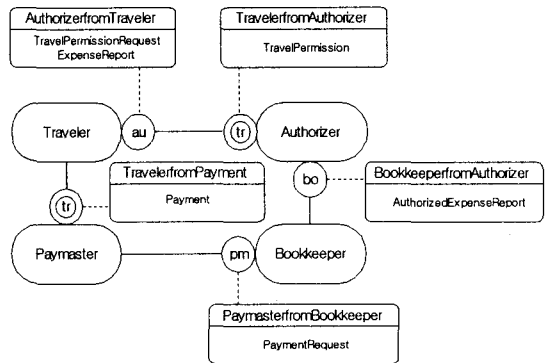 AuthorizerfromTraveler
TravelPermissionRequest
ExpenseReport
TravelerfromAuthorizer
TravelPermission
Traveler
au
tr
Authorizer
TravelerfromPayment
Payment
bo
BookkeeperfromAuthorizer
AuthorizedExpenseReport
tr
Paymaster
pm
Bookkeeper
PaymasterfromBookkeeper
PaymentRequest